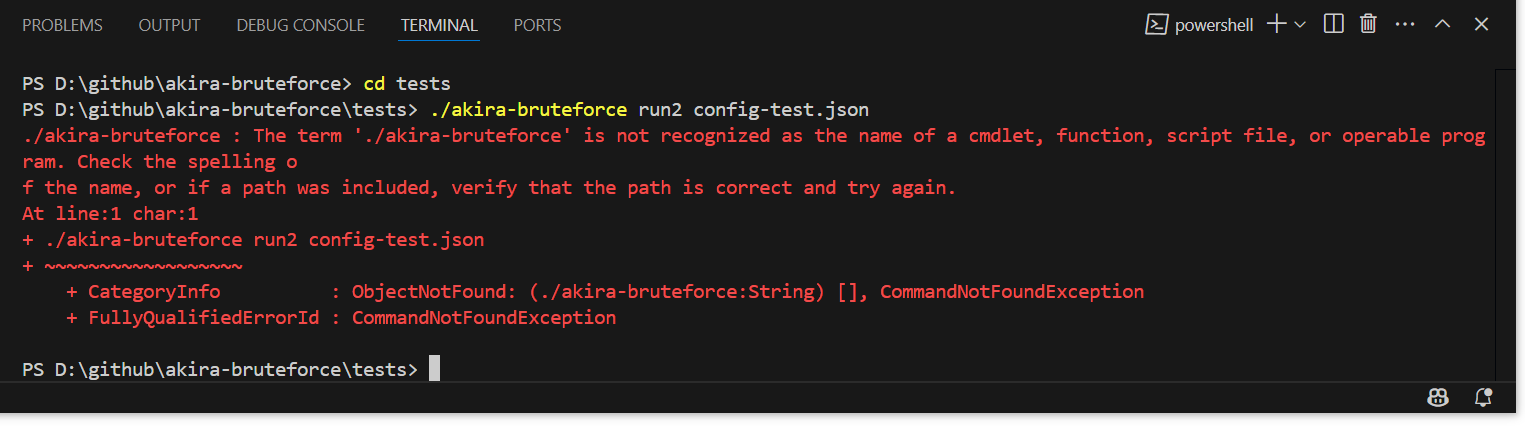 PROBLEMS OUTPUT DEBUG CONSOLE TERMINAL PORTS powershell
PS D:\github\akira-bruteforce> cd tests
PS D:\github\akira-bruteforce\tests> ./akira-bruteforce run2 config-test.json
./akira-bruteforce : The term './akira-bruteforce' is not recognized as the name of a cmdlet, function, script file, or operable prog
ram. Check the spelling o
f the name, or if a path was included, verify that the path is correct and try again.
At line:1 char:1
+ ./akira-bruteforce run2 config-test.json
+ ~~~~~~~~~~~~~~~~~~
    + CategoryInfo          : ObjectNotFound: (./akira-bruteforce:String) [], CommandNotFoundException
    + FullyQualifiedErrorId : CommandNotFoundException
PS D:\github\akira-bruteforce\tests>